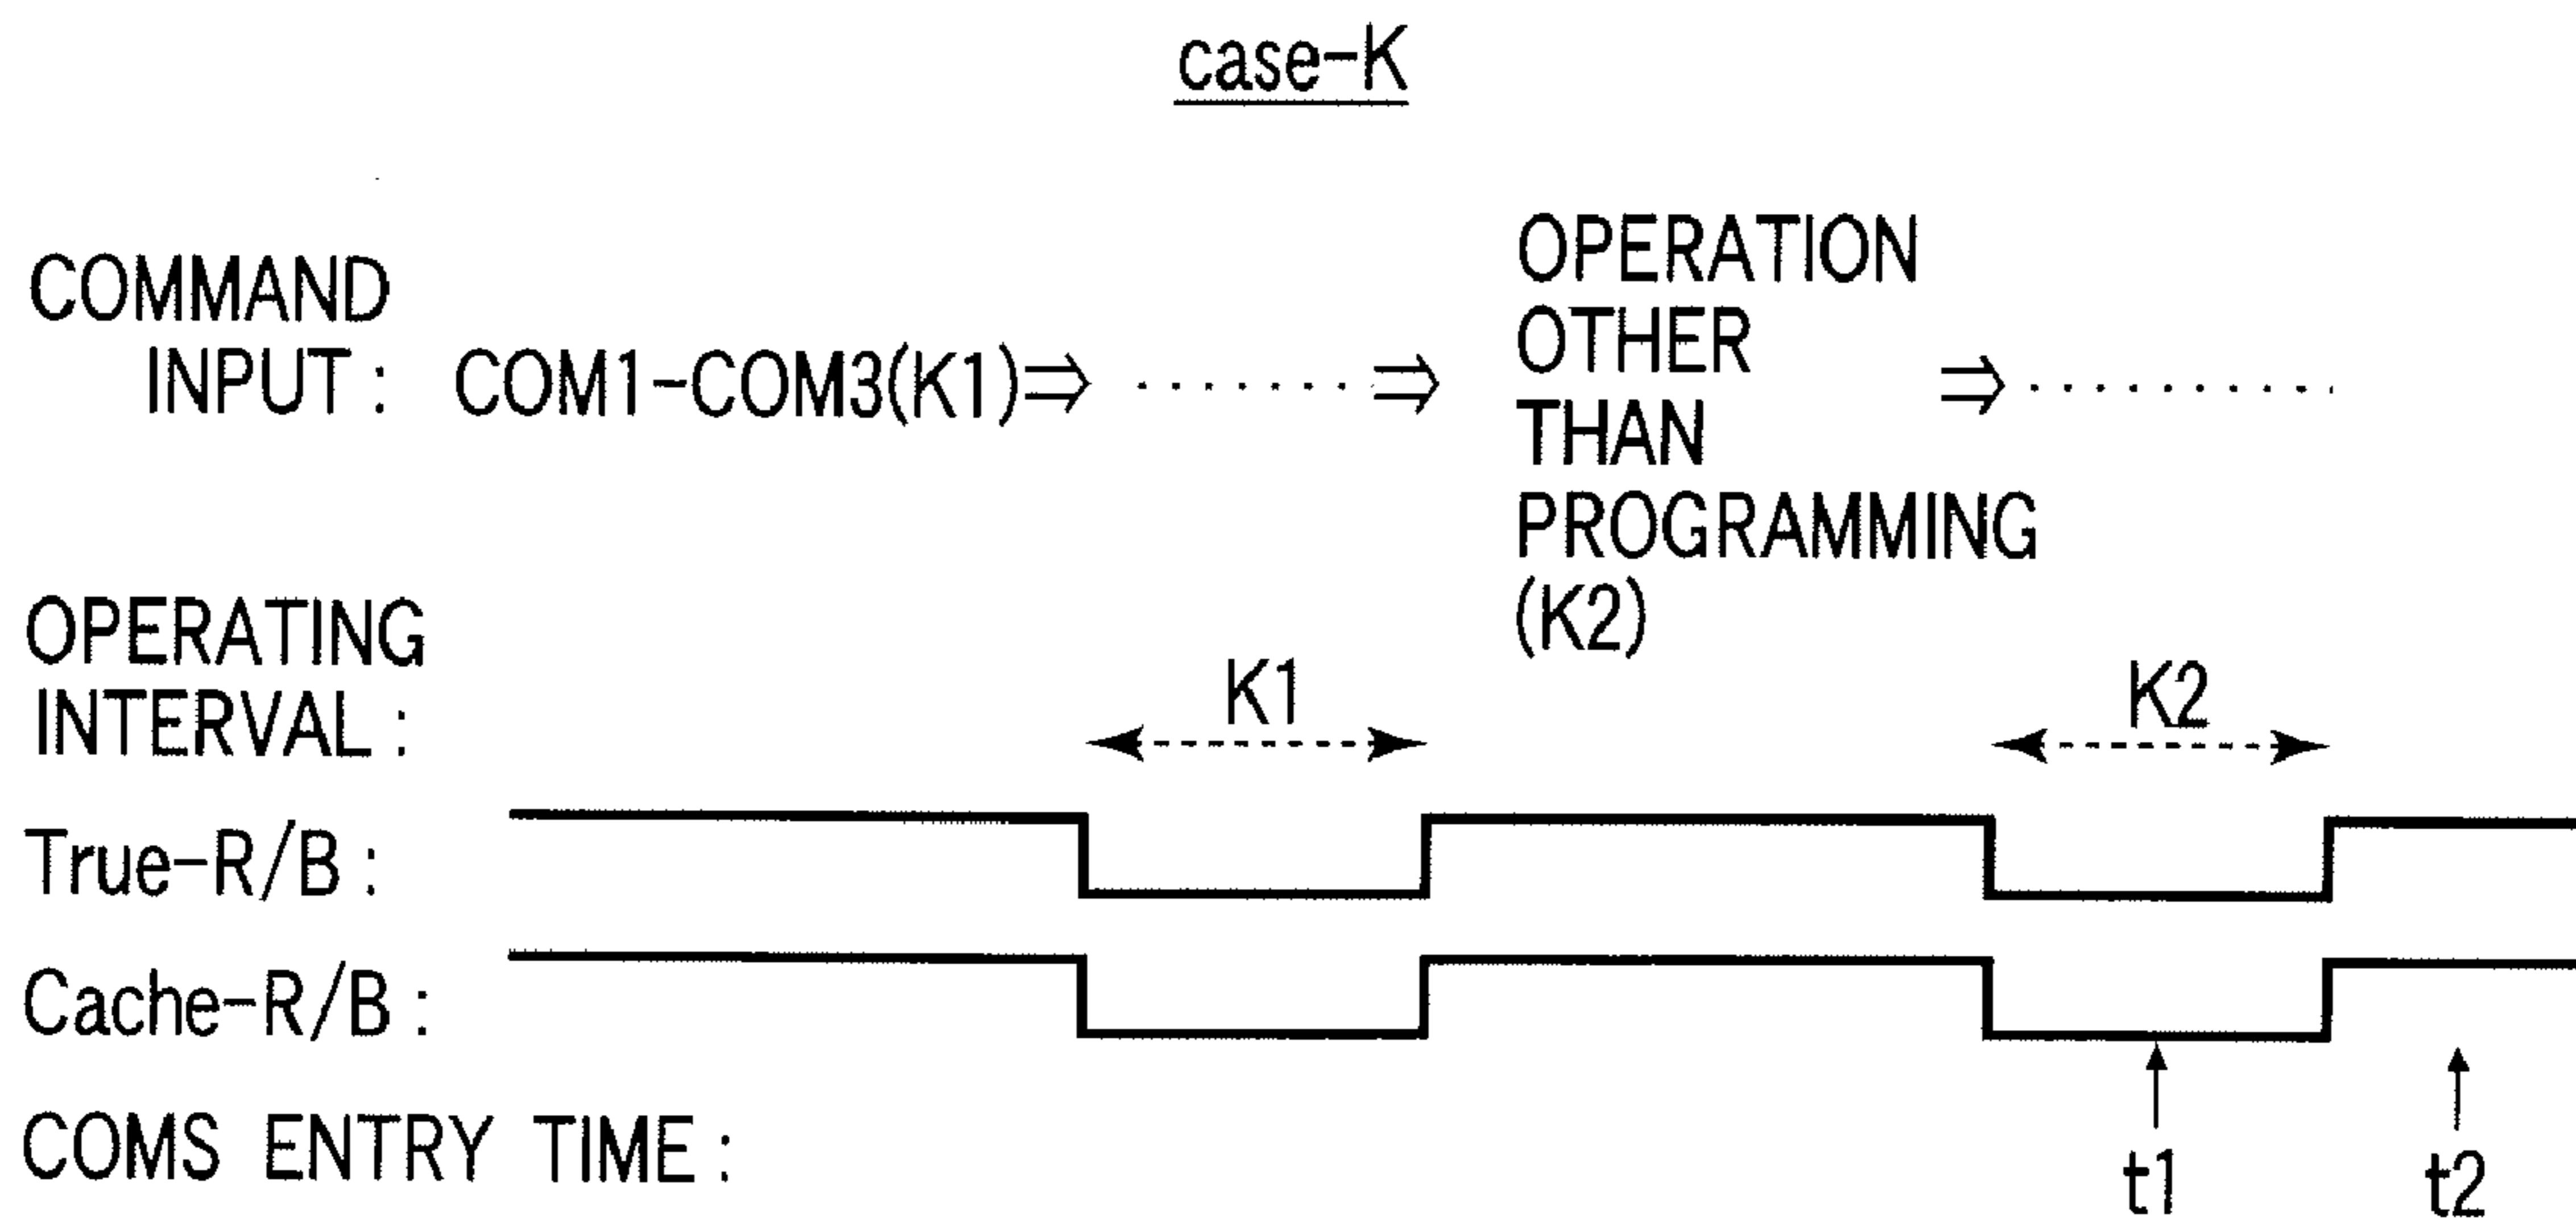 case-K
COMMAND
INPUT : COM1-COM3(K1)⇒ ········ ⇒
OPERATION
OTHER
THAN
PROGRAMMING
(K2)
⇒ ··········
OPERATING
INTERVAL :
K1
K2
True-R/B :
Cache-R/B :
COMS ENTRY TIME :
t1
t2